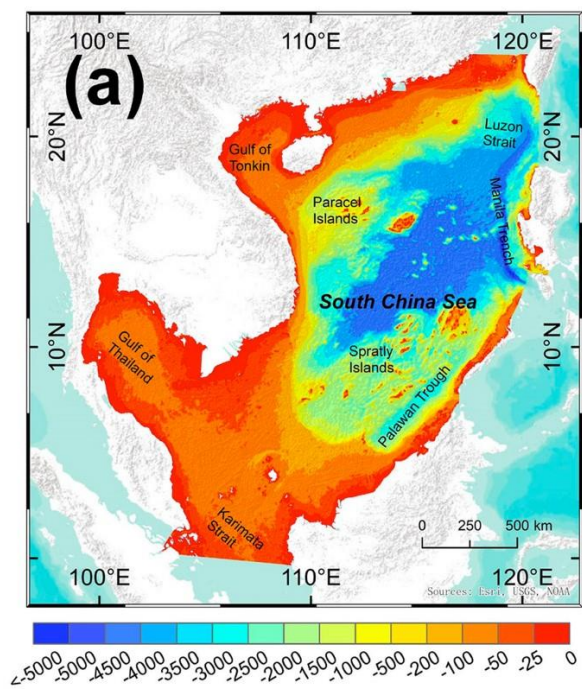 100°E 110°E 120°E
(a)
20°N 20°N
Luzon
Strait
Gulf of
Tonkin
Paracel
Islands
Manila Trench
South China Sea
10°N 10°N
Gulf of
Thailand
Spratly
Islands
Palawan Trough
Karimata
Strait
0 250 500 km
Sources: Esri, USGS, NOAA
100°E 110°E 120°E
<-5000 -5000 -4500 -4000 -3500 -3000 -2500 -2000 -1500 -1000 -500 -200 -100 -50 -25 0